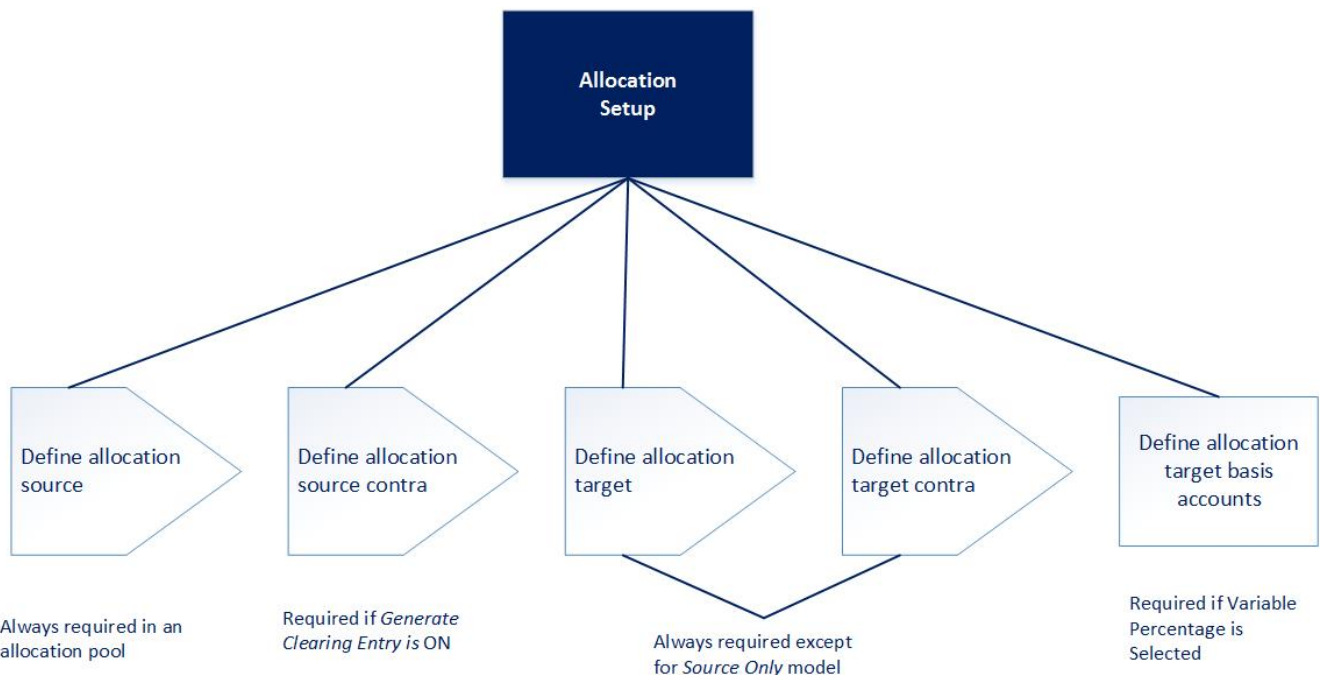 Allocation
Setup
Define allocation
source
Define allocation
source contra
Define allocation
target
Define allocation
target contra
Define allocation
target basis
accounts
Always required in an
allocation pool
Required if Generate
Clearing Entry is ON
Always required except
for Source Only model
Required if Variable
Percentage is
Selected